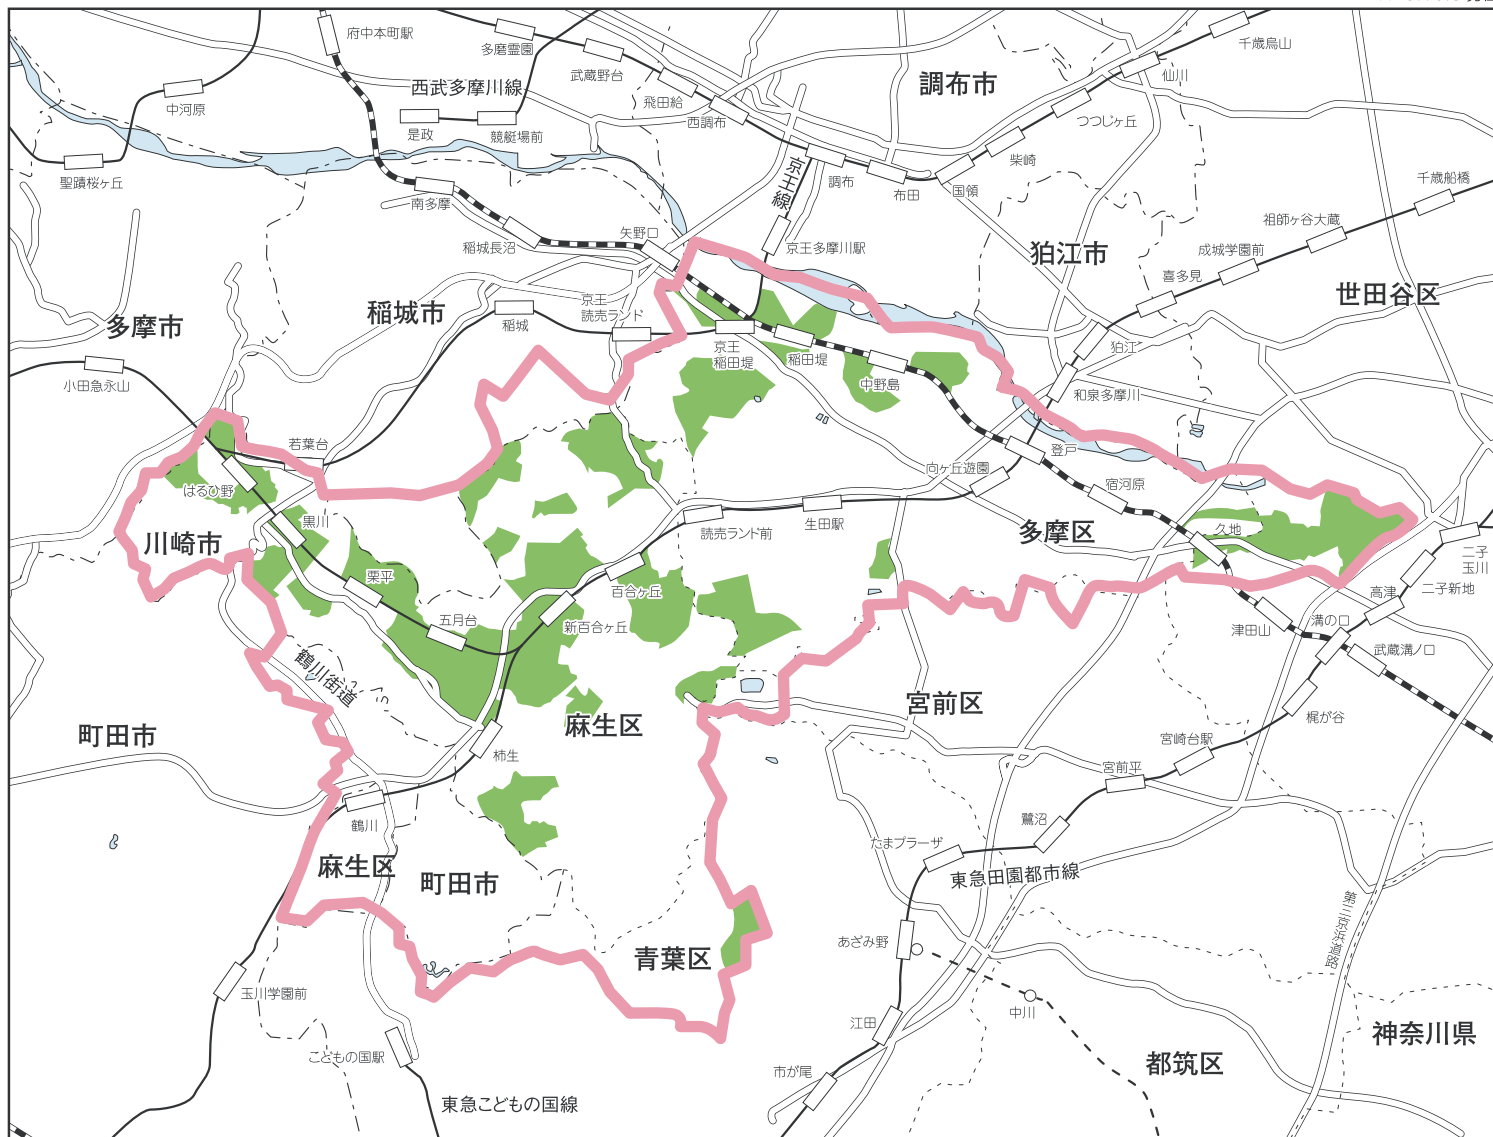 府中本町駅
多磨霊園
千歳烏山
武蔵野台
仙川
調布市
西武多摩川線
中河原
飛田給
西調布
つつじヶ丘
是政
競艇場前
柴崎
聖蹟桜ヶ丘
京王線
調布
布田
国領
千歳船橋
南多摩
祖師ヶ谷大蔵
矢野口
稲城長沼
京王多摩川駅
狛江市
成城学園前
喜多見
世田谷区
多摩市
稲城市
京王
読売ランド
稲城
狛江
京王
稲田堤
稲田堤
中野島
小田急永山
和泉多摩川
若葉台
登戸
向ヶ丘遊園
はるひ野
宿河原
黒川
読売ランド前
生田駅
多摩区
久地
川崎市
二子
玉川
栗平
百合ヶ丘
二子新地
高津
五月台
新百合ヶ丘
津田山
溝の口
武蔵溝ノ口
鶴川街道
宮前区
麻生区
梶が谷
町田市
宮崎台駅
柿生
宮前平
鶴川
鷺沼
たまプラーザ
麻生区
町田市
東急田園都市線
第三京浜道路
あざみ野
青葉区
玉川学園前
中川
江田
神奈川県
こどもの国駅
都筑区
市が尾
東急こどもの国線